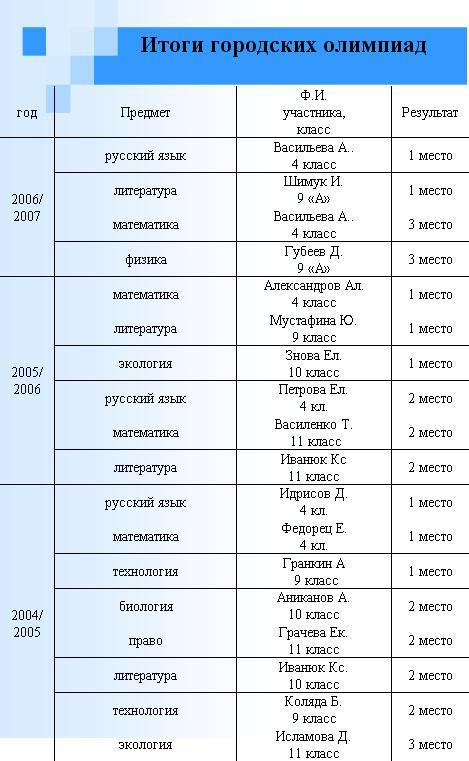 Итоги городских олимпиад
год
Предмет
Ф.И.
участника,
класс
Результат
2006/
2007
русский язык
Васильева А..
4 класс
1 место
литература
Шимук И.
9 «А»
1 место
математика
Васильева А..
4 класс
3 место
физика
Губеев Д.
9 «А»
3 место
2005/
2006
математика
Александров Ал.
4 класс
1 место
литература
Мустафина Ю.
9 класс
1 место
экология
Знова Ел.
10 класс
1 место
русский язык
Петрова Ел.
4 кл.
2 место
математика
Василенко Т.
11 класс
2 место
литература
Иванюк Кс
11 класс
2 место
2004/
2005
русский язык
Идрисов Д.
4 кл.
1 место
математика
Федорец Е.
4 кл.
1 место
технология
Гранкин А
9 класс
1 место
биология
Аниканов А.
10 класс
2 место
право
Грачева Ек.
11 класс
2 место
литература
Иванюк Кс.
10 класс
2 место
технология
Коляда Б.
9 класс
2 место
экология
Исламова Д.
11 класс
3 место